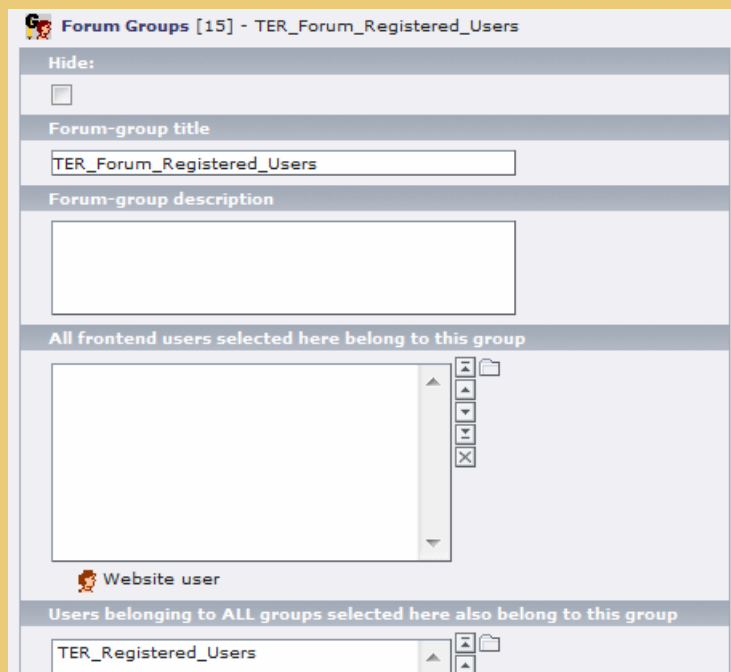 Forum Groups [15] - TER_Forum_Registered_Users
Hide:
Forum-group title
TER_Forum_Registered_Users
Forum-group description
All frontend users selected here belong to this group
Website user
Users belonging to ALL groups selected here also belong to this group
TER_Registered_Users